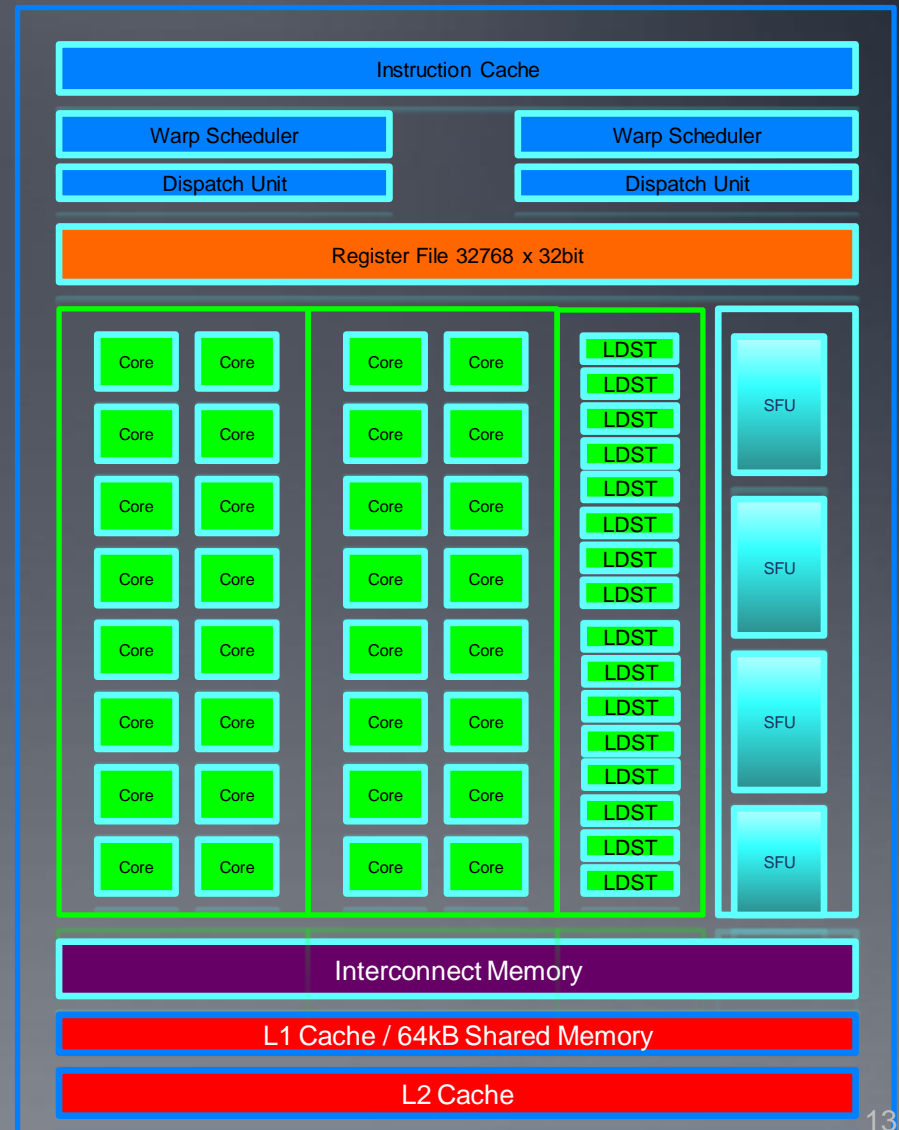 Instruction Cache
Warp Scheduler Warp Scheduler
Dispatch Unit Dispatch Unit
Register File 32768 x 32bit
Core Core Core Core LDST SFU
LDST
Core Core Core Core LDST
LDST
Core Core Core Core LDST SFU
LDST
Core Core Core Core LDST
LDST
Core Core Core Core LDST SFU
LDST
Core Core Core Core LDST
LDST
Core Core Core Core LDST SFU
LDST
Core Core Core Core LDST
LDST
Interconnect Memory
L1 Cache / 64kB Shared Memory
L2 Cache
13